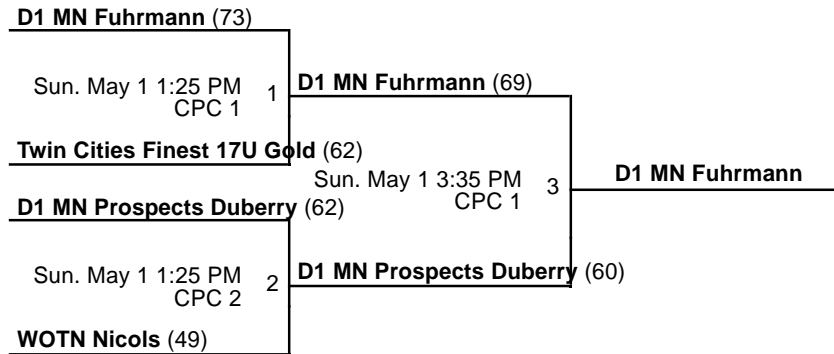 D1 MN Fuhrmann (73)
Sun. May 1 1:25 PM
CPC 1
1
D1 MN Fuhrmann (69)
Twin Cities Finest 17U Gold (62)
Sun. May 1 3:35 PM
CPC 1
3
D1 MN Fuhrmann
D1 MN Prospects Duberry (62)
Sun. May 1 1:25 PM
CPC 2
2
D1 MN Prospects Duberry (60)
WOTN Nicols (49)